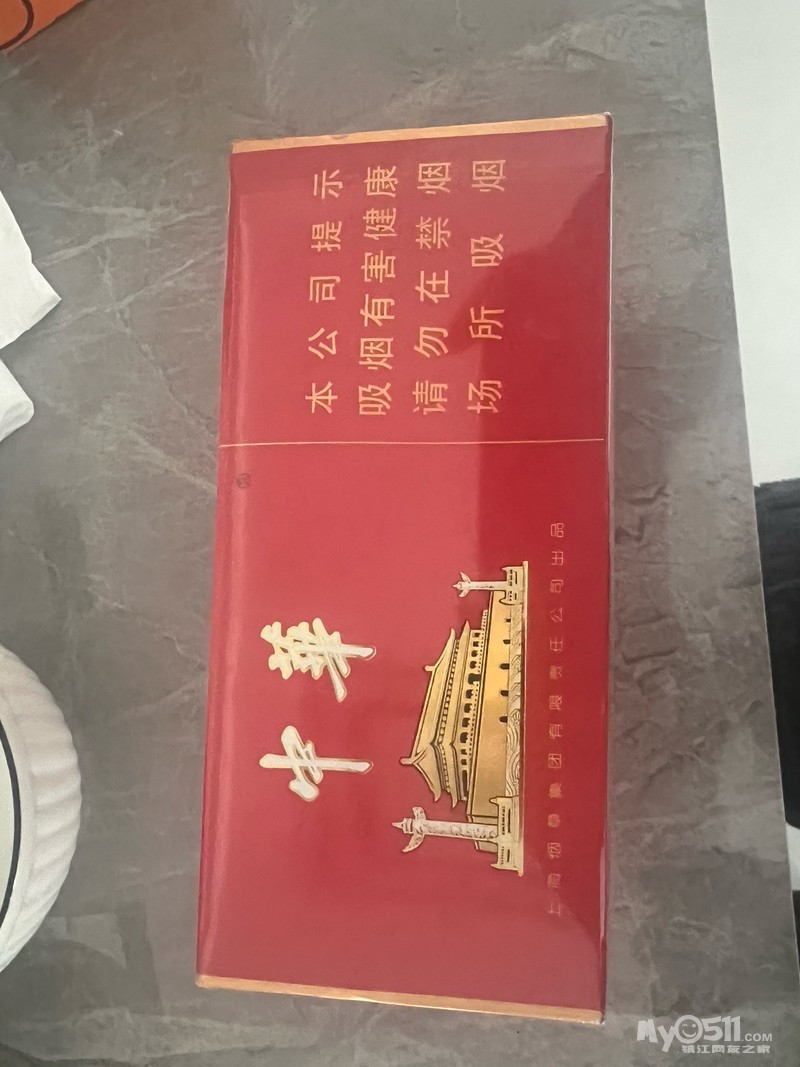 中華
上海烟草集团有限责任公司出品
本公司提示
吸烟有害健康
请勿在禁烟
场所吸烟
My0511.COM
镇江网友之家